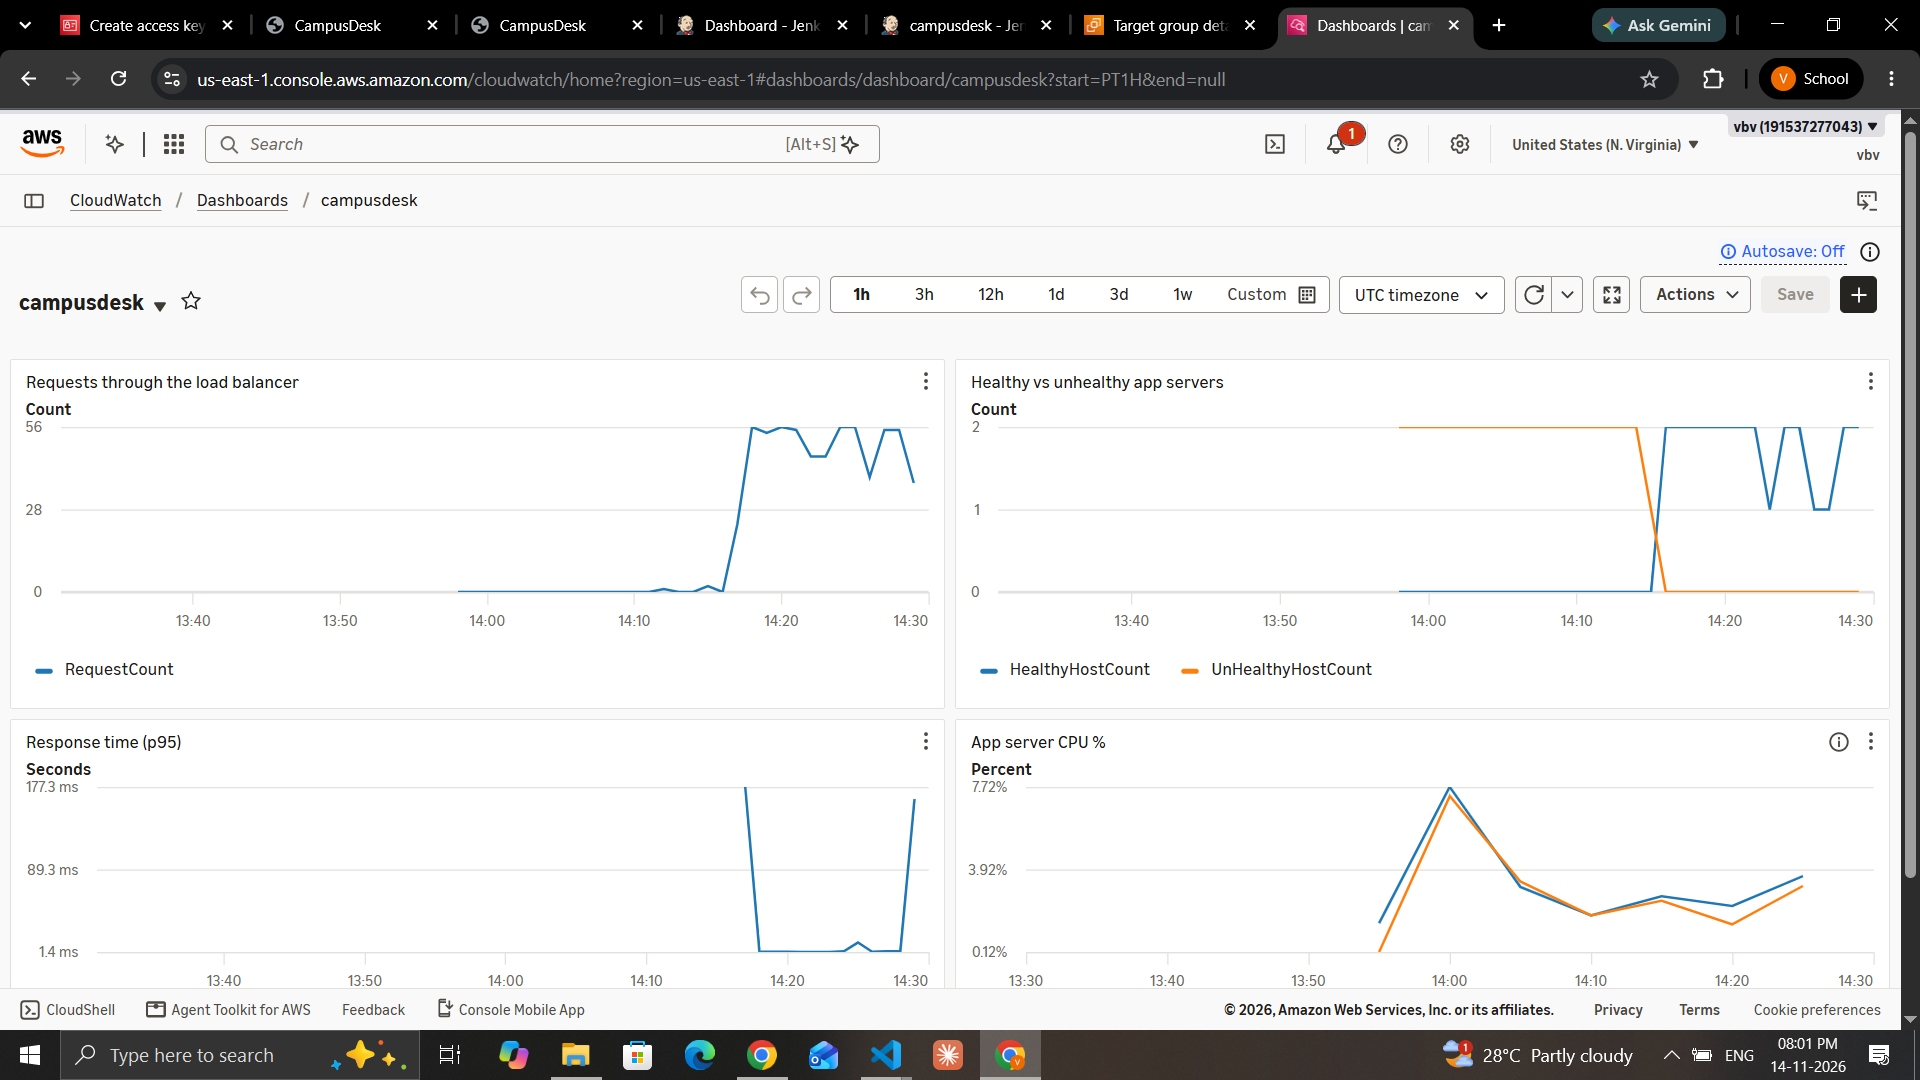 Create access key
CampusDesk
CampusDesk
Dashboard - Jenk
campusdesk - Jen
Target group deta
Dashboards | cam
Ask Gemini
us-east-1.console.aws.amazon.com/cloudwatch/home?region=us-east-1#dashboards/dashboard/campusdesk?start=PT1H&end=null
V School
aws
Search
[Alt+S]
1
United States (N. Virginia)
vbv (191537277043)
vbv
CloudWatch / Dashboards / campusdesk
Autosave: Off
campusdesk
1h 3h 12h 1d 3d 1w Custom
UTC timezone
Actions
Save
Requests through the load balancer
Count
56
28
0
13:40 13:50 14:00 14:10 14:20 14:30
RequestCount
Healthy vs unhealthy app servers
Count
2
1
0
13:40 13:50 14:00 14:10 14:20 14:30
HealthyHostCount UnHealthyHostCount
Response time (p95)
Seconds
177.3 ms
89.3 ms
1.4 ms
13:40 13:50 14:00 14:10 14:20 14:30
App server CPU %
Percent
7.72%
3.92%
0.12%
13:30 13:40 13:50 14:00 14:10 14:20 14:30
CloudShell Agent Toolkit for AWS Feedback Console Mobile App
© 2026, Amazon Web Services, Inc. or its affiliates. Privacy Terms Cookie preferences
Type here to search
1
28°C Partly cloudy
ENG
08:01 PM
14-11-2026